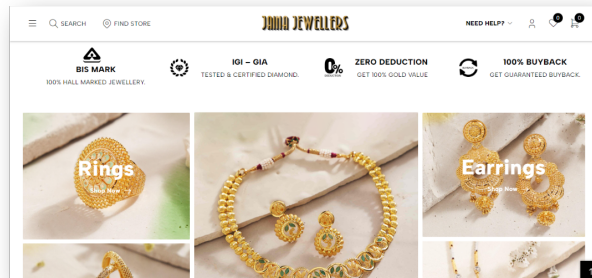 SEARCH
FIND STORE
JANA JEWELLERS
NEED HELP?
0
0
BIS MARK
100% HALL MARKED JEWELLERY.
IGI – GIA
TESTED & CERTIFIED DIAMOND.
0%
ZERO DEDUCTION
GET 100% GOLD VALUE
100% BUYBACK
GET GUARANTEED BUYBACK.
Rings
Shop Now
Earrings
Shop Now